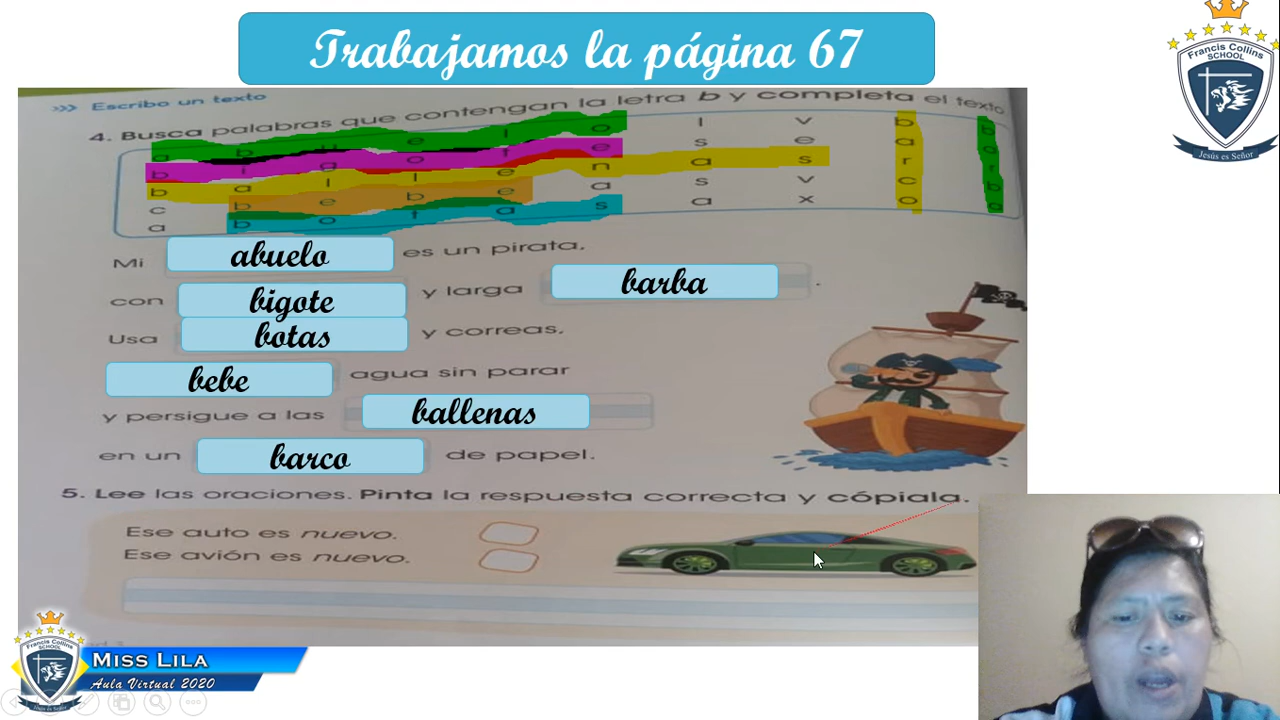 Trabajamos la página 67
Francis Collins
SCHOOL
Jesús es Señor
>>> Escribo un texto
4. Busca palabras que contengan la letra b y completa el texto
a b u e l o l v b b
b i g o t e s e a a
b a l l e n a s r r
c b e b e a s v c b
a b o t a s a x o a
Mi abuelo es un pirata,
con bigote y larga barba .
Usa botas y correas,
bebe agua sin parar
y persigue a las ballenas
en un barco de papel.
5. Lee las oraciones. Pinta la respuesta correcta y cópiala.
Ese auto es nuevo.
Ese avión es nuevo.
Francis Collins
SCHOOL
MISS LILA
Aula Virtual 2020